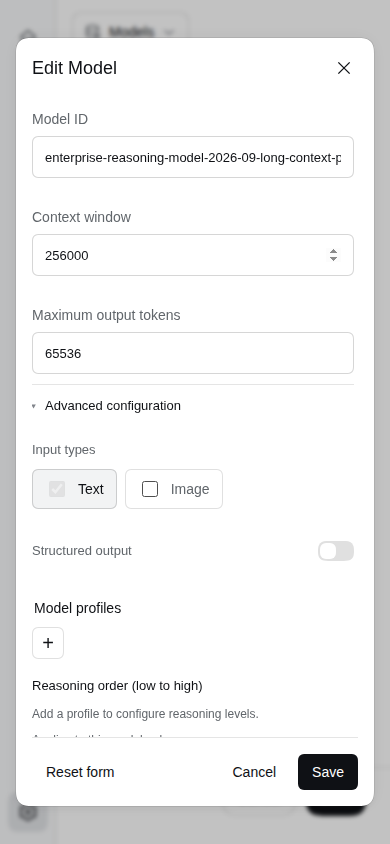 Models
Edit Model
Model ID
enterprise-reasoning-model-2026-09-long-context-p
Context window
256000
Maximum output tokens
65536
Advanced configuration
Input types
Text
Image
Structured output
Model profiles
+
Reasoning order (low to high)
Add a profile to configure reasoning levels.
Reset form
Cancel
Save